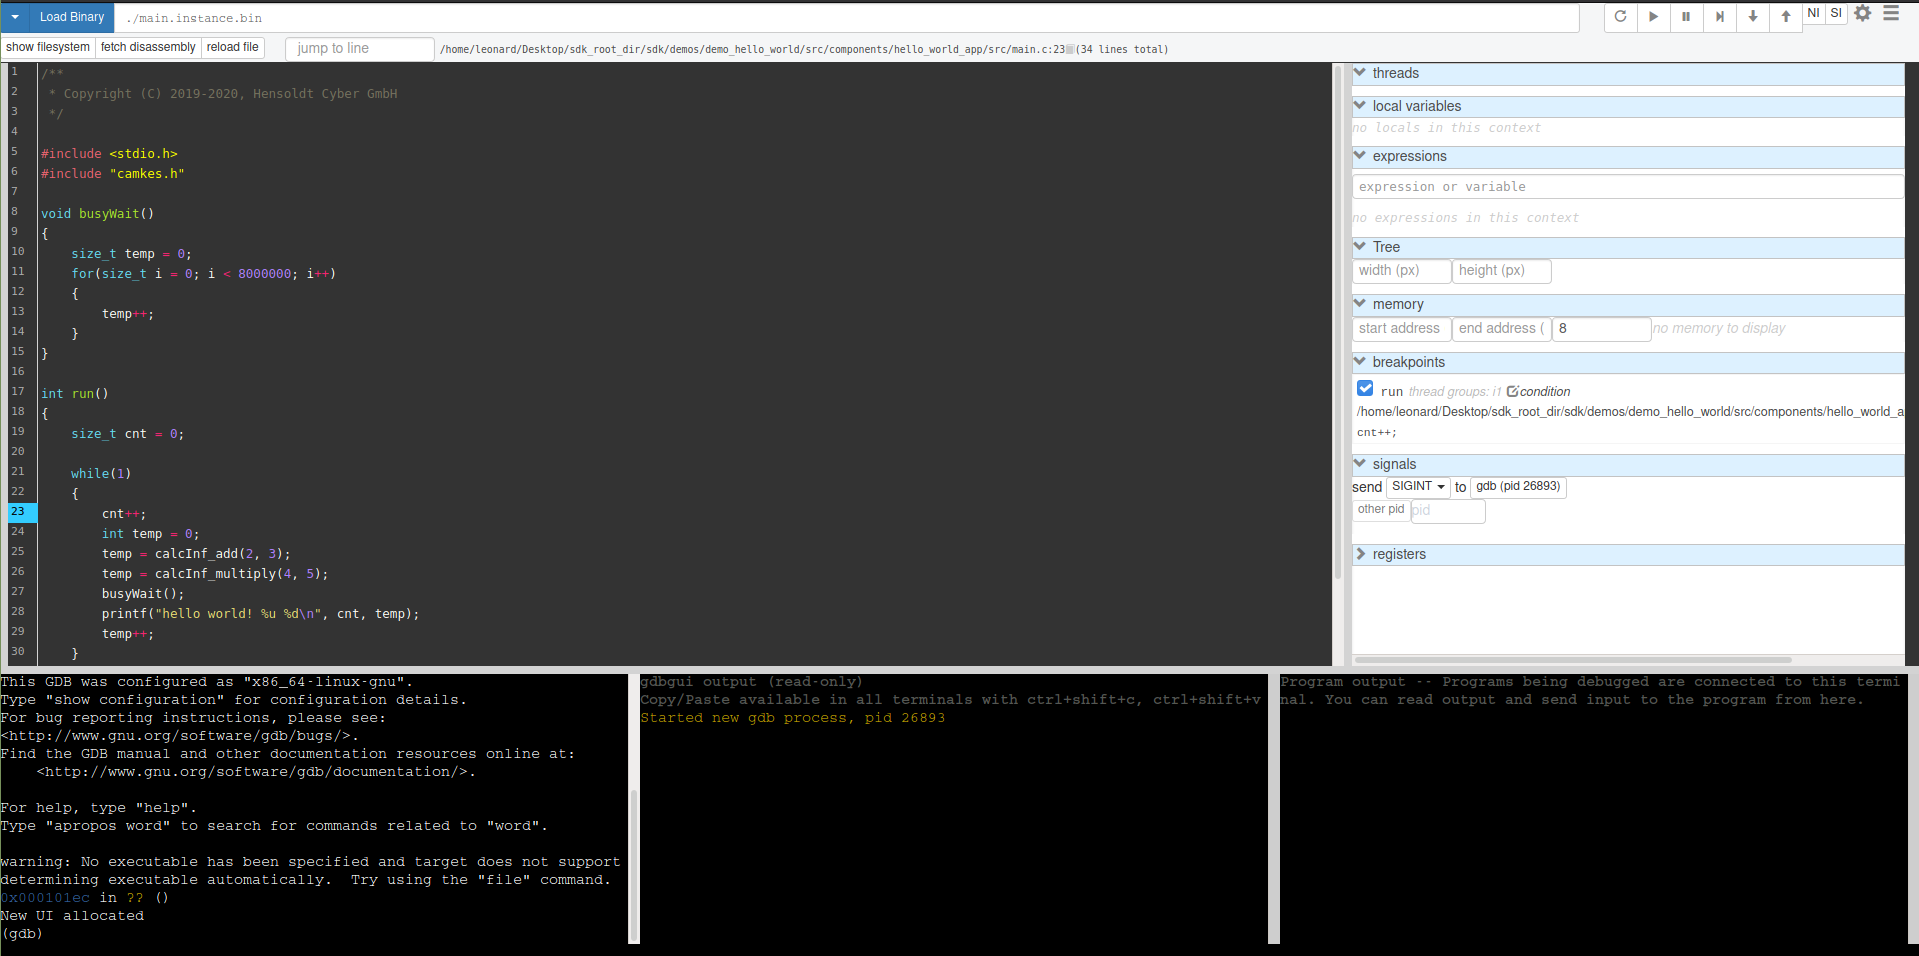 Load Binary ./main.instance.bin NI SI
show filesystem fetch disassembly reload file jump to line /home/leonard/Desktop/sdk_root_dir/sdk/demos/demo_hello_world/src/components/hello_world_app/src/main.c:23 (34 lines total)
1 /**
2  * Copyright (C) 2019-2020, Hensoldt Cyber GmbH
3  */
4
5 #include <stdio.h>
6 #include "camkes.h"
7
8 void busyWait()
9 {
10     size_t temp = 0;
11     for(size_t i = 0; i < 8000000; i++)
12     {
13         temp++;
14     }
15 }
16
17 int run()
18 {
19     size_t cnt = 0;
20
21     while(1)
22     {
23         cnt++;
24         int temp = 0;
25         temp = calcInf_add(2, 3);
26         temp = calcInf_multiply(4, 5);
27         busyWait();
28         printf("hello world! %u %d\n", cnt, temp);
29         temp++;
30     }
threads
local variables
no locals in this context
expressions
expression or variable
no expressions in this context
Tree
width (px) height (px)
memory
start address end address ( 8 no memory to display
breakpoints
run thread groups: i1 condition
/home/leonard/Desktop/sdk_root_dir/sdk/demos/demo_hello_world/src/components/hello_world_a
cnt++;
signals
send SIGINT to gdb (pid 26893)
other pid pid
registers
This GDB was configured as "x86_64-linux-gnu".
Type "show configuration" for configuration details.
For bug reporting instructions, please see:
<http://www.gnu.org/software/gdb/bugs/>.
Find the GDB manual and other documentation resources online at:
    <http://www.gnu.org/software/gdb/documentation/>.
For help, type "help".
Type "apropos word" to search for commands related to "word".
warning: No executable has been specified and target does not support
determining executable automatically.  Try using the "file" command.
0x000101ec in ?? ()
New UI allocated
(gdb)
gdbgui output (read-only)
Copy/Paste available in all terminals with ctrl+shift+c, ctrl+shift+v
Started new gdb process, pid 26893
Program output -- Programs being debugged are connected to this termi
nal. You can read output and send input to the program from here.